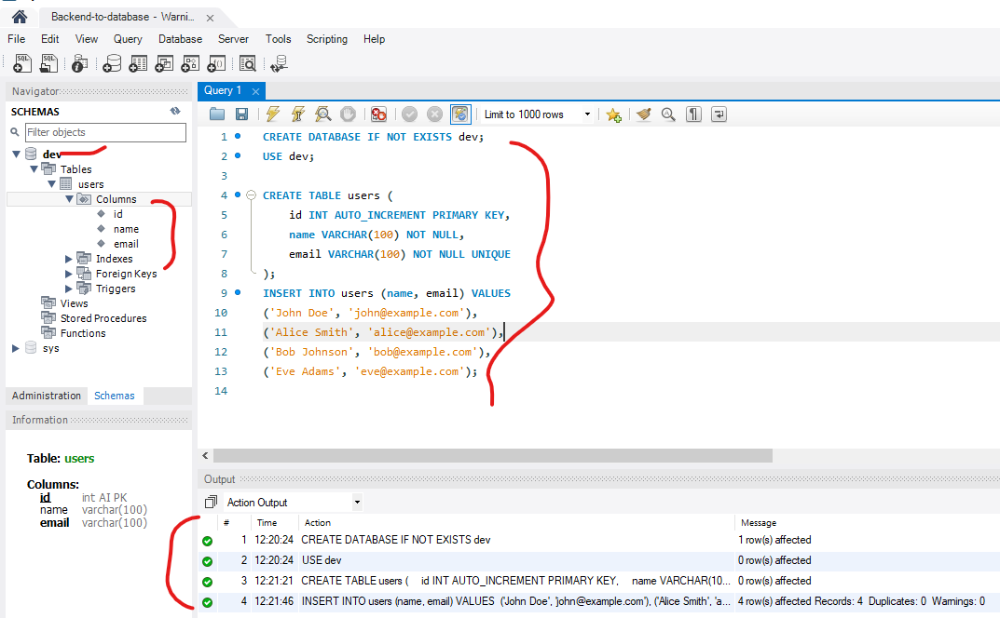 Backend-to-database - Warni...
File Edit View Query Database Server Tools Scripting Help
Navigator
SCHEMAS
Filter objects
dev
Tables
users
Columns
id
name
email
Indexes
Foreign Keys
Triggers
Views
Stored Procedures
Functions
sys
Administration Schemas
Information
Table: users
Columns:
id int AI PK
name varchar(100)
email varchar(100)
Query 1
Limit to 1000 rows
1 CREATE DATABASE IF NOT EXISTS dev;
2 USE dev;
3
4 CREATE TABLE users (
5 id INT AUTO_INCREMENT PRIMARY KEY,
6 name VARCHAR(100) NOT NULL,
7 email VARCHAR(100) NOT NULL UNIQUE
8 );
9 INSERT INTO users (name, email) VALUES
10 ('John Doe', 'john@example.com'),
11 ('Alice Smith', 'alice@example.com'),
12 ('Bob Johnson', 'bob@example.com'),
13 ('Eve Adams', 'eve@example.com');
14
Output
Action Output
# Time Action Message
1 12:20:24 CREATE DATABASE IF NOT EXISTS dev 1 row(s) affected
2 12:20:24 USE dev 0 row(s) affected
3 12:21:21 CREATE TABLE users ( id INT AUTO_INCREMENT PRIMARY KEY, name VARCHAR(10... 0 row(s) affected
4 12:21:46 INSERT INTO users (name, email) VALUES ('John Doe', 'john@example.com'), ('Alice Smith', 'a... 4 row(s) affected Records: 4 Duplicates: 0 Warnings: 0